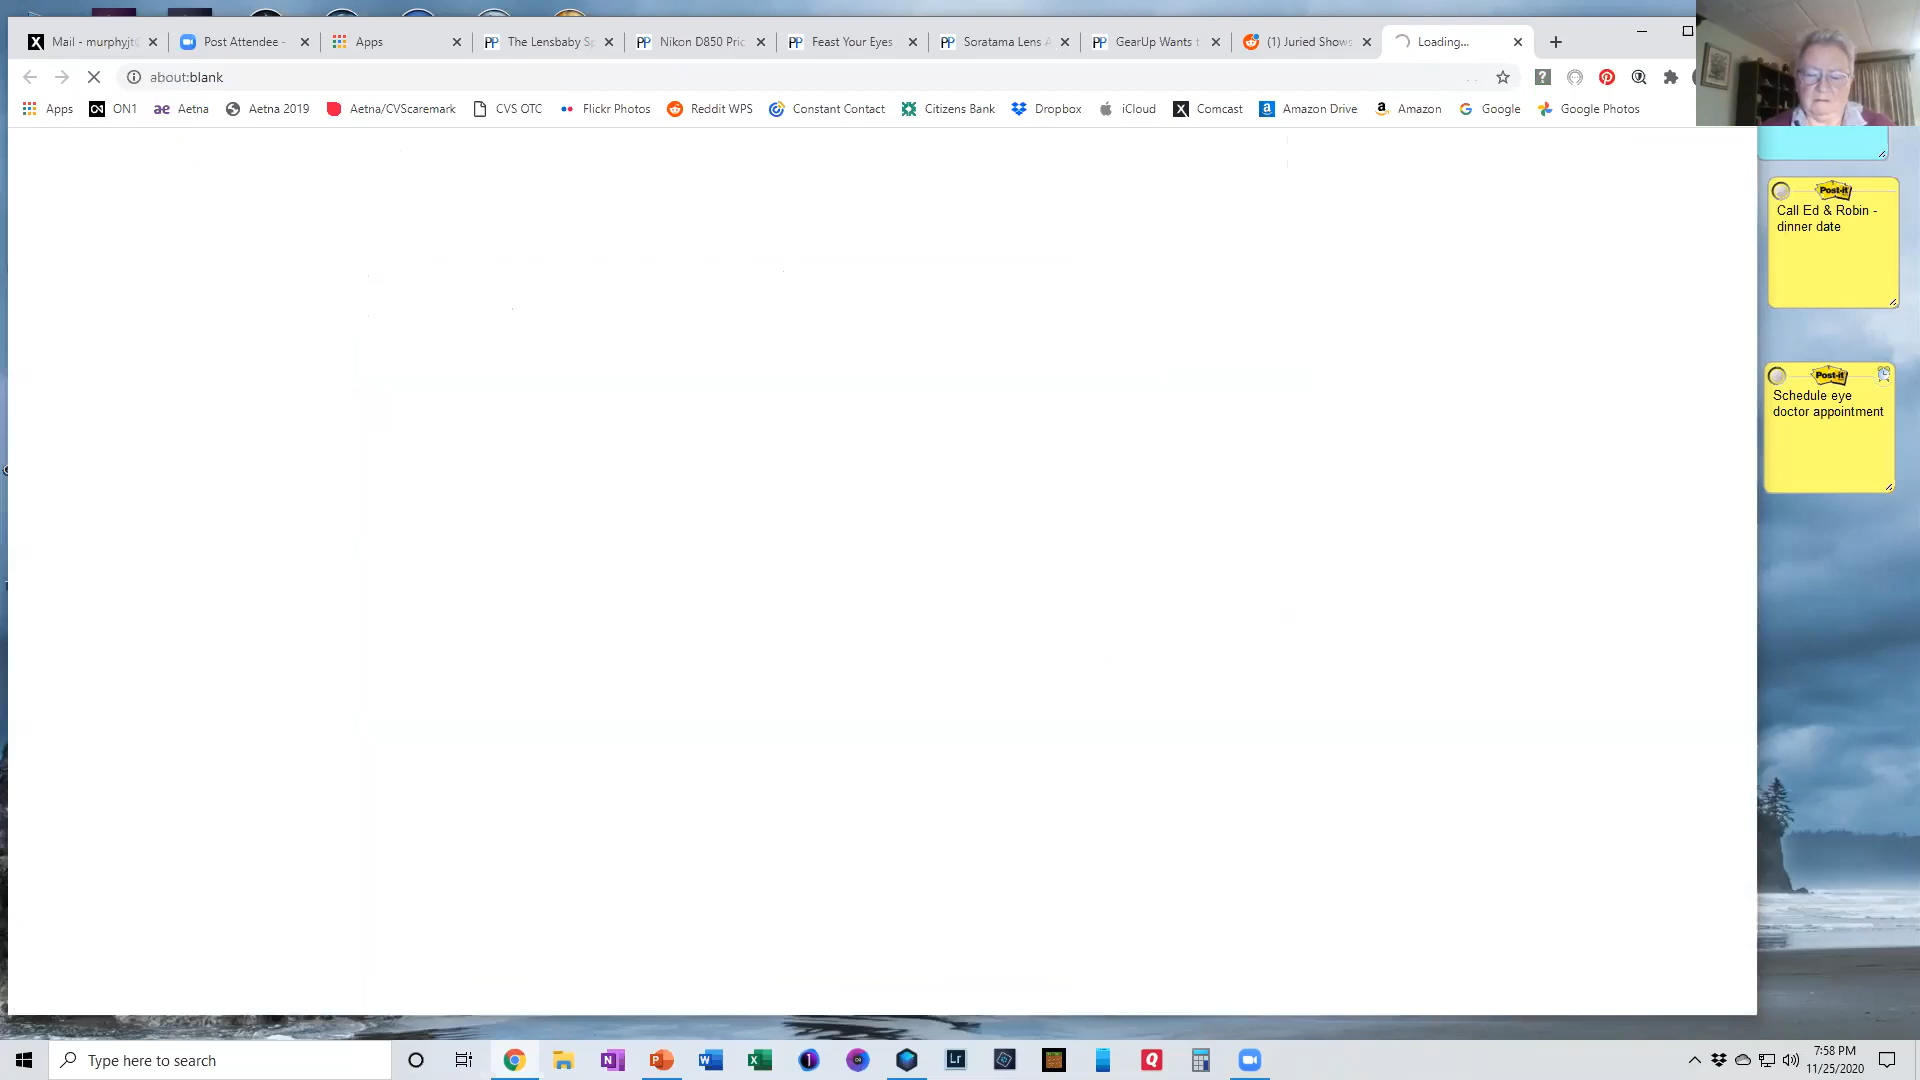 Mail - murphyjt
Post Attendee -
Apps
The Lensbaby Sp
Nikon D850 Pric
Feast Your Eyes
Soratama Lens A
GearUp Wants t
(1) Juried Shows
Loading...
about:blank
Apps
ON1
Aetna
Aetna 2019
Aetna/CVScaremark
CVS OTC
Flickr Photos
Reddit WPS
Constant Contact
Citizens Bank
Dropbox
iCloud
Comcast
Amazon Drive
Amazon
Google
Google Photos
Post-it
Call Ed & Robin -
dinner date
Post-it
Schedule eye
doctor appointment
Type here to search
7:58 PM
11/25/2020